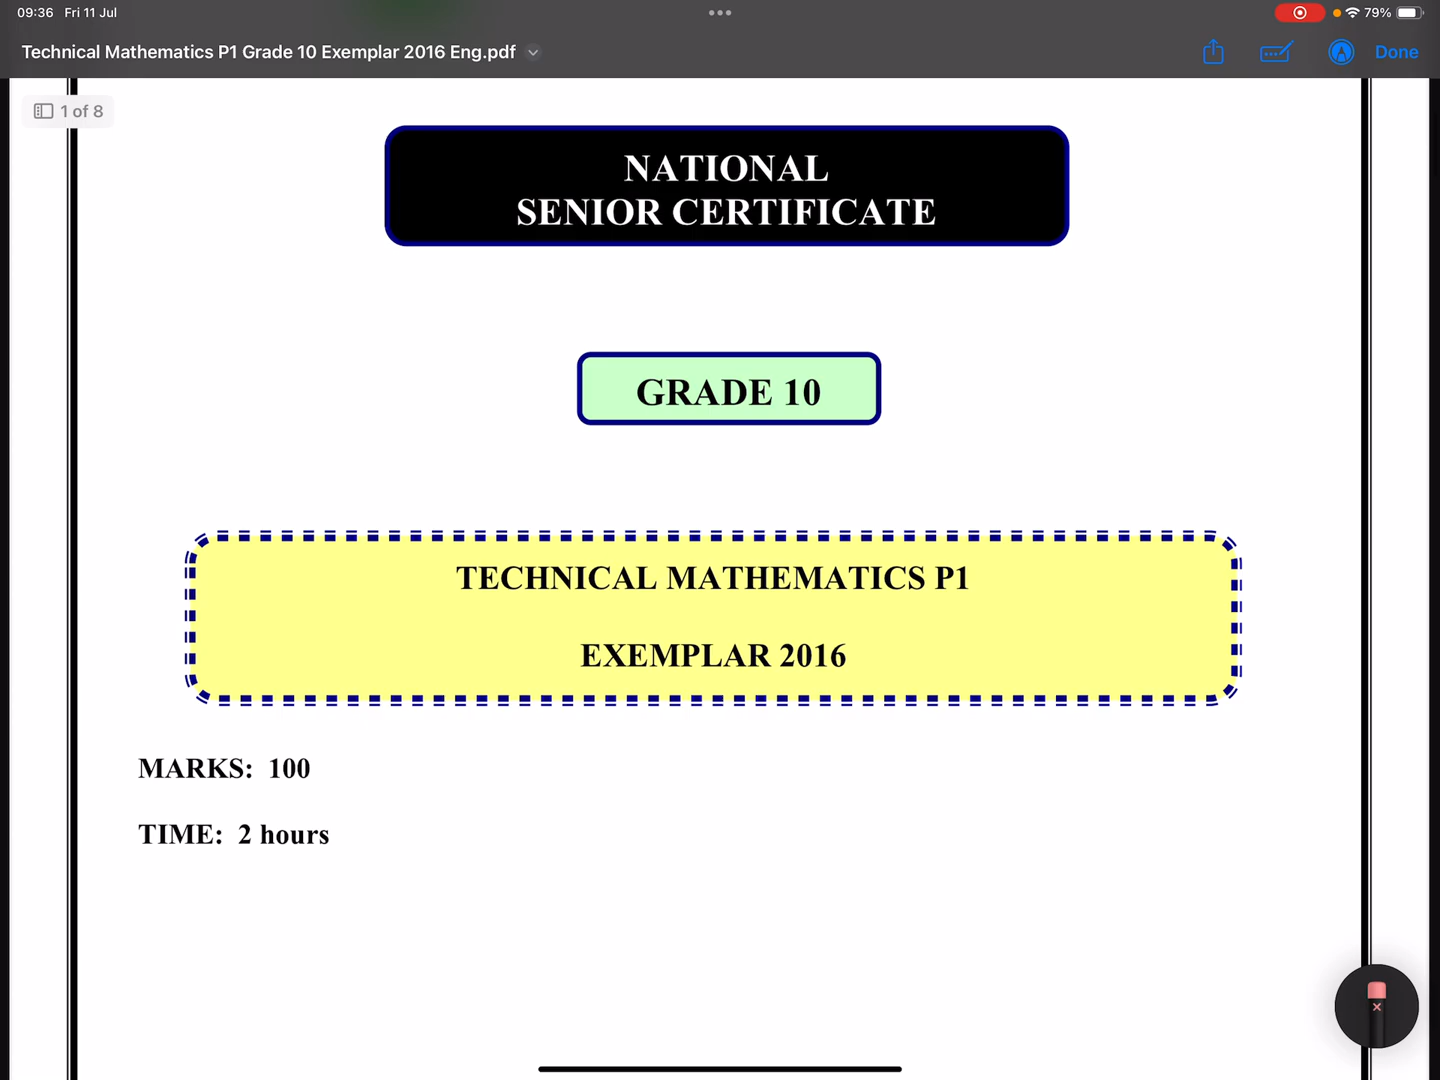 09:36 Fri 11 Jul
79%
Technical Mathematics P1 Grade 10 Exemplar 2016 Eng.pdf
Done
1 of 8
NATIONAL
SENIOR CERTIFICATE
GRADE 10
TECHNICAL MATHEMATICS P1
EXEMPLAR 2016
MARKS: 100
TIME: 2 hours